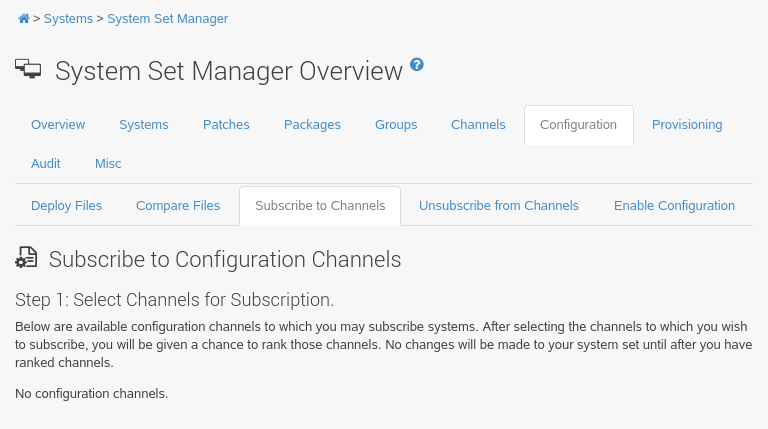 > Systems > System Set Manager
System Set Manager Overview ?
Overview Systems Patches Packages Groups Channels Configuration Provisioning
Audit Misc
Deploy Files Compare Files Subscribe to Channels Unsubscribe from Channels Enable Configuration
Subscribe to Configuration Channels
Step 1: Select Channels for Subscription.
Below are available configuration channels to which you may subscribe systems. After selecting the channels to which you wish
to subscribe, you will be given a chance to rank those channels. No changes will be made to your system set until after you have
ranked channels.
No configuration channels.